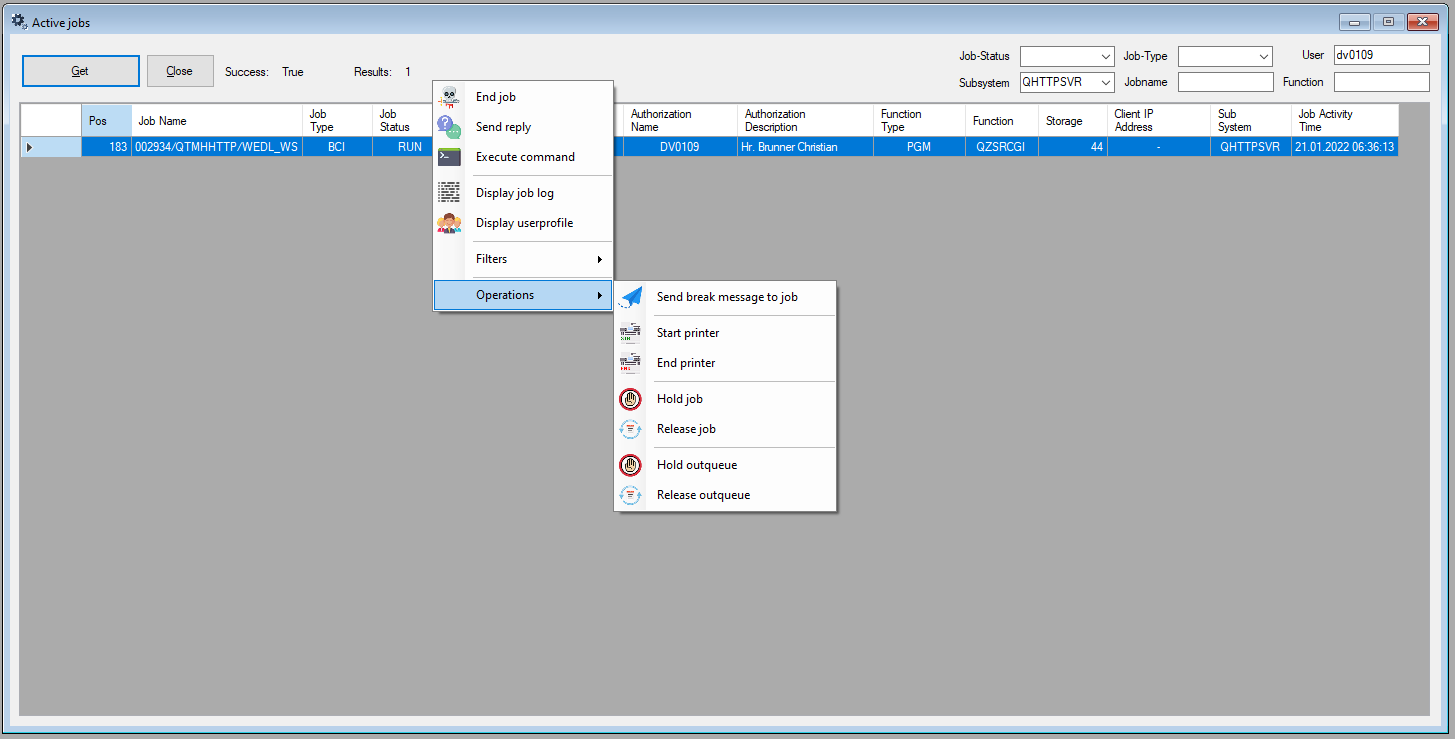 Active jobs
Get
Close
Success: True
Results: 1
Job-Status
Job-Type
User dv0109
Subsystem QHTTPSVR
Jobname
Function
Pos
Job Name
Job
Type
Job
Status
Authorization
Name
Authorization
Description
Function
Type
Function
Storage
Client IP
Address
Sub
System
Job Activity
Time
183 002934/QTMHHTTP/WEDL_WS BCI RUN DV0109 Hr. Brunner Christian PGM QZSRCGI 44 - QHTTPSVR 21.01.2022 06:36:13
End job
Send reply
Execute command
Display job log
Display userprofile
Filters
Operations
Send break message to job
Start printer
End printer
Hold job
Release job
Hold outqueue
Release outqueue